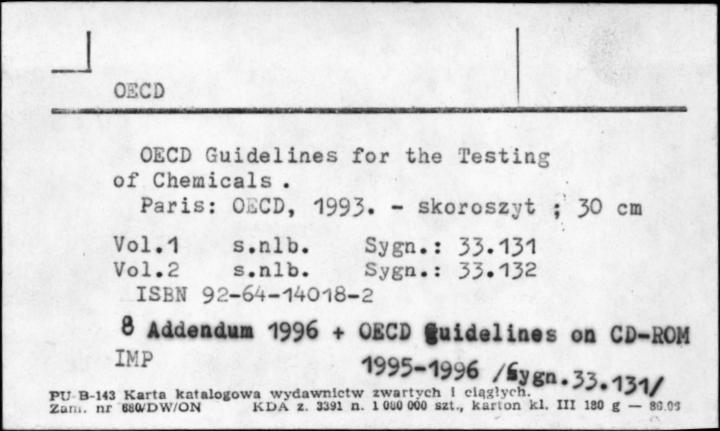 OECD
OECD Guidelines for the Testing
of Chemicals .
Paris: OECD, 1993. - skoroszyt ; 30 cm
Vol.1 s.nlb. Sygn.: 33.131
Vol.2 s.nlb. Sygn.: 33.132
ISBN 92-64-14018-2
8 Addendum 1996 + OECD Guidelines on CD-ROM
IMP 1995-1996 /Sygn.33.131/
PU-B-143 Karta katalogowa wydawnictw zwartych i ciągłych.
Zam. nr 680/DW/ON KDA z. 3391 n. 1 000 000 szt., karton kl. III 180 g —